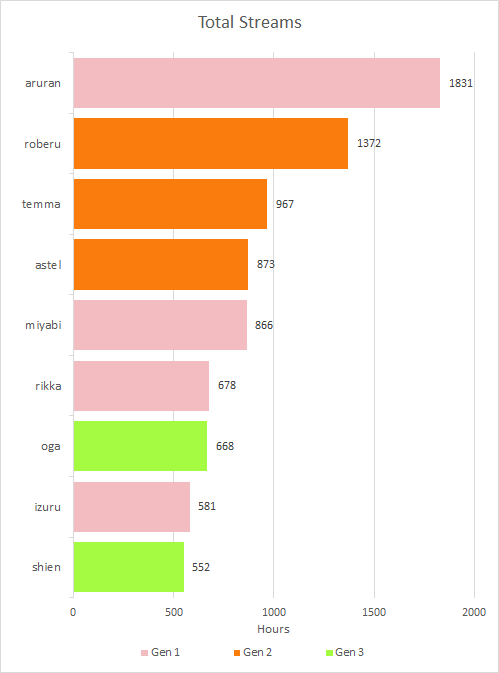 Total Streams
aruran 1831
roberu 1372
temma 967
astel 873
miyabi 866
rikka 678
oga 668
izuru 581
shien 552
0 500 1000 1500 2000
Hours
Gen 1 Gen 2 Gen 3